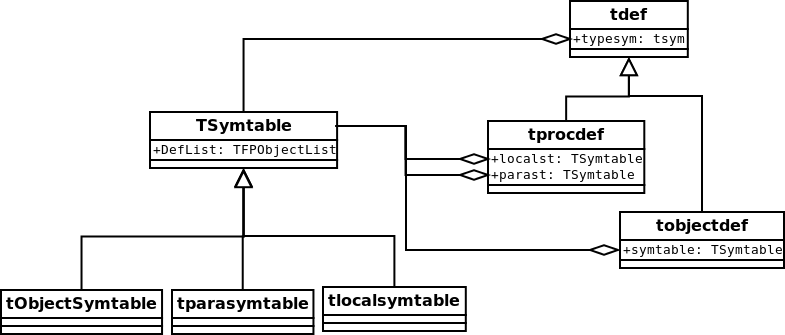 tdef
+typesym: tsym
TSymtable
+DefList: TFPObjectList
tprocdef
+localst: TSymtable
+parast: TSymtable
tobjectdef
+symtable: TSymtable
tObjectSymtable
tparasymtable
tlocalsymtable